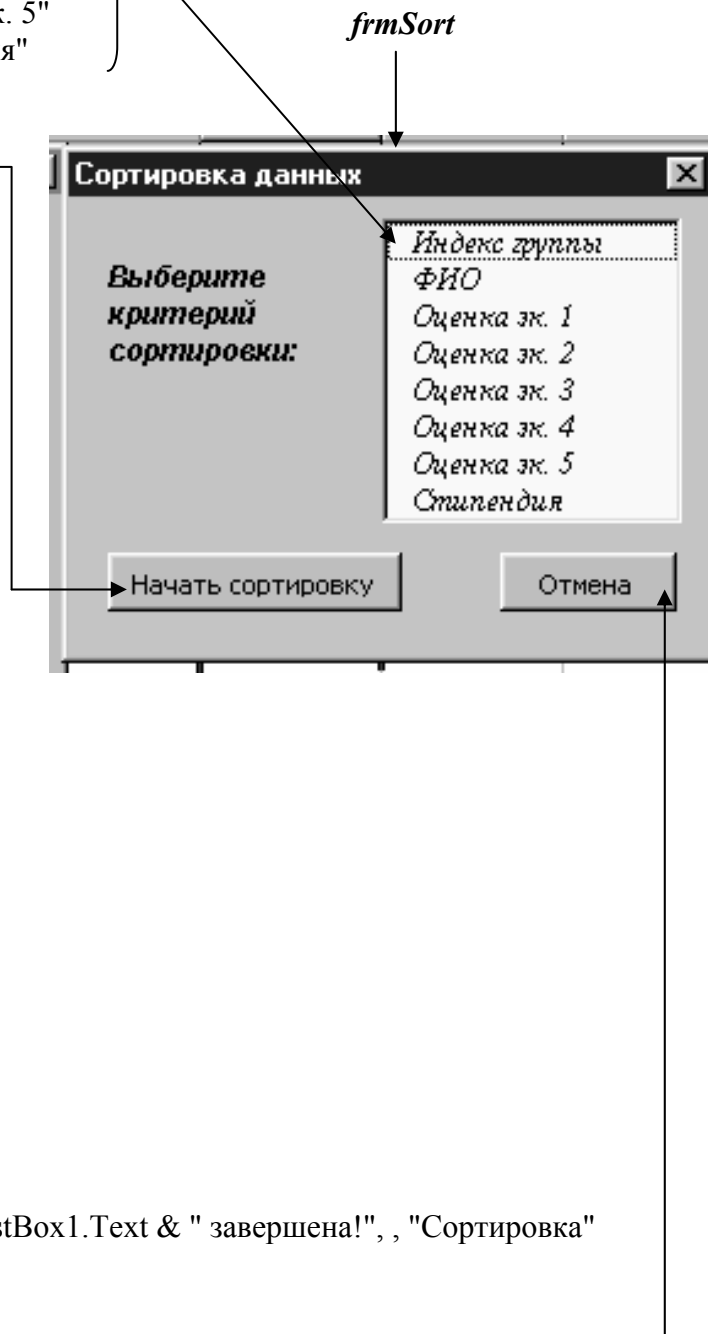 к. 5"
я"
frmSort
Сортировка данных
Выберите
критерий
сортировки:
Индекс группы
ФИО
Оценка эк. 1
Оценка эк. 2
Оценка эк. 3
Оценка эк. 4
Оценка эк. 5
Стипендия
Начать сортировку
Отмена
stBox1.Text & " завершена!", , "Сортировка"